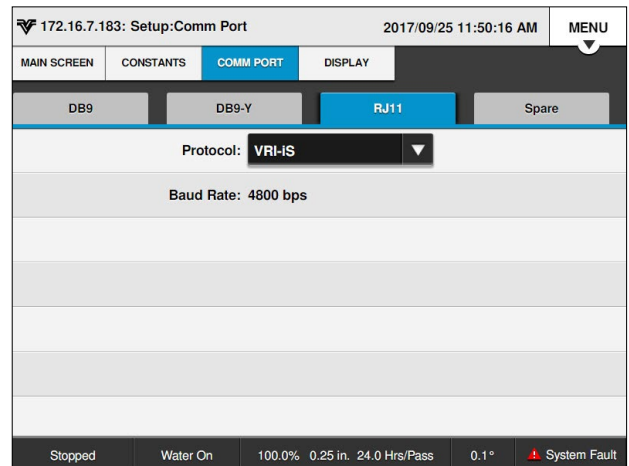 172.16.7.183: Setup:Comm Port 2017/09/25 11:50:16 AM MENU
MAIN SCREEN CONSTANTS COMM PORT DISPLAY
DB9 DB9-Y RJ11 Spare
Protocol: VRI-iS
Baud Rate: 4800 bps
Stopped Water On 100.0% 0.25 in. 24.0 Hrs/Pass 0.1° System Fault